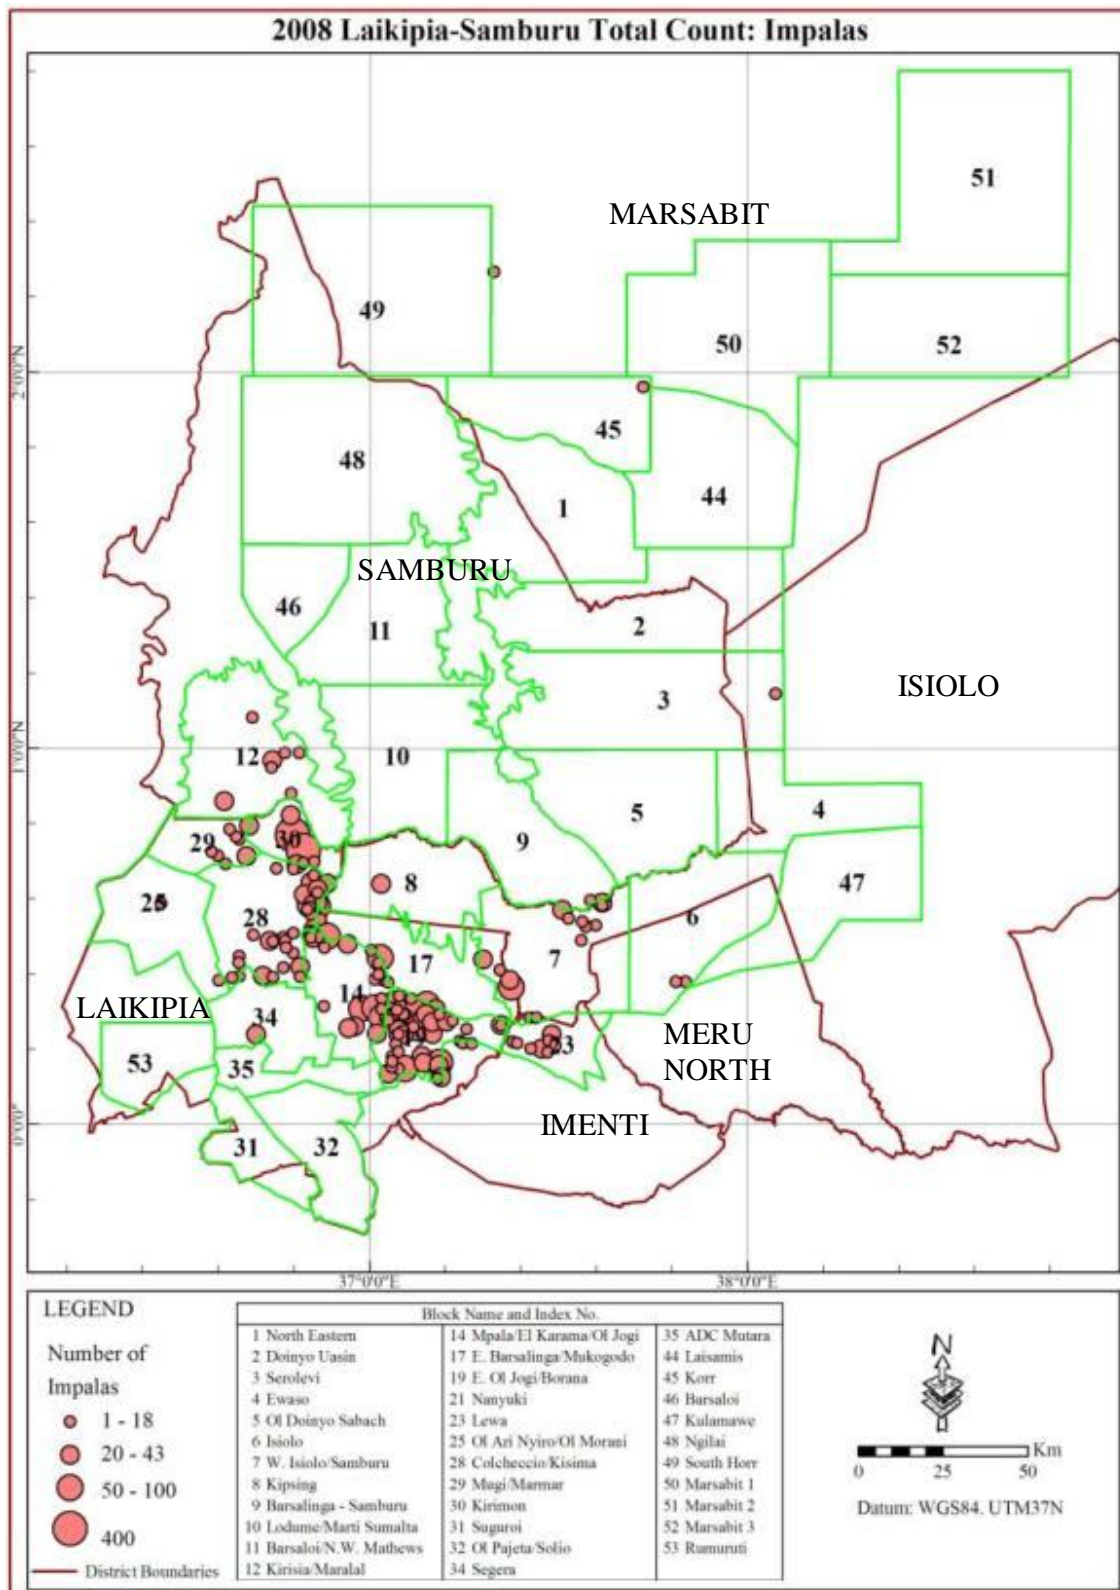 2008 Laikipia-Samburu Total Count: Impalas
51
MARSABIT
49
50
52
2°0'0"N
45
48
44
1
SAMBURU
46
11
2
ISIOLO
3
1°0'0"N
12
10
4
5
30
29
9
47
8
25
28
6
7
17
LAIKIPIA
14
34
MERU
NORTH
19
23
53
35
0°0'0"
IMENTI
31
32
37°0'0"E
38°0'0"E
LEGEND
Number of
Impalas
1 - 18
20 - 43
50 - 100
400
District Boundaries
Block Name and Index No.
1 North Eastern
2 Doinyo Uasin
3 Serolevi
4 Ewaso
5 Ol Doinyo Sabach
6 Isiolo
7 W. Isiolo/Samburu
8 Kipsing
9 Barsalinga - Samburu
10 Lodume/Marti Sumalta
11 Barsaloi/N.W. Mathews
12 Kirisia/Maralal
14 Mpala/El Karama/Ol Jogi
17 E. Barsalinga/Mukogodo
19 E. Ol Jogi/Borana
21 Nanyuki
23 Lewa
25 Ol Ari Nyiro/Ol Morani
28 Colcheccio/Kisima
29 Mugi/Marmar
30 Kirimon
31 Suguroi
32 Ol Pajeta/Solio
34 Segera
35 ADC Mutara
44 Laisamis
45 Korr
46 Barsaloi
47 Kulamawe
48 Ngilai
49 South Horr
50 Marsabit 1
51 Marsabit 2
52 Marsabit 3
53 Rumuruti
N
Km
0 25 50
Datum: WGS84. UTM37N